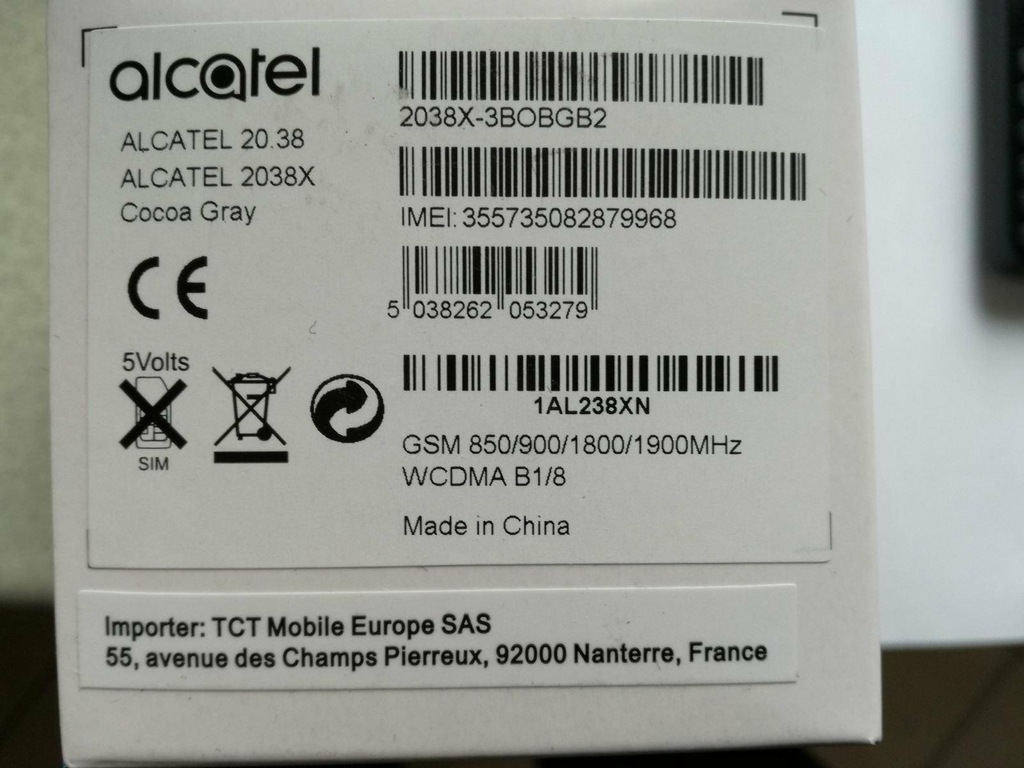 alcatel
ALCATEL 20.38
ALCATEL 2038X
Cocoa Gray
5Volts
SIM
2038X-3BOBGB2
IMEI: 355735082879968
5 038262 053279
1AL238XN
GSM 850/900/1800/1900MHz
WCDMA B1/8
Made in China
Importer: TCT Mobile Europe SAS
55, avenue des Champs Pierreux, 92000 Nanterre, France